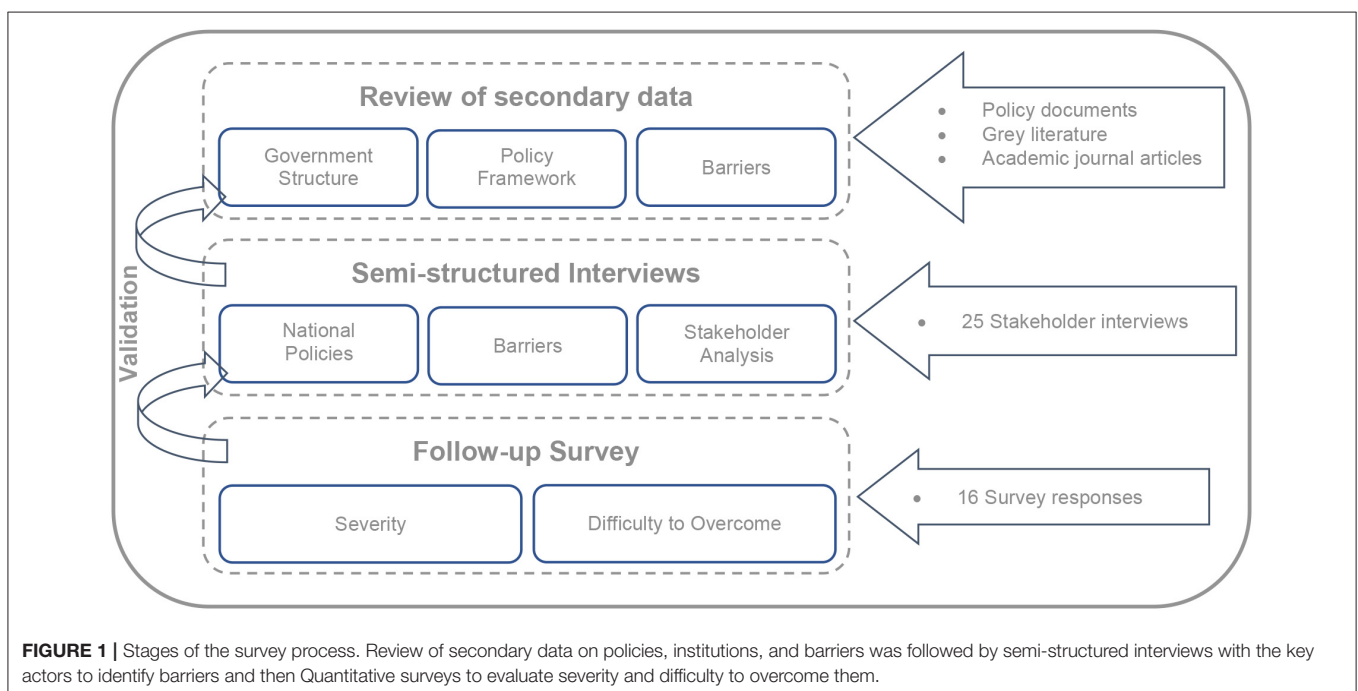 Review of secondary data
Government
Structure
Policy
Framework
Barriers
• Policy documents
• Grey literature
• Academic journal articles
Validation
Semi-structured Interviews
National
Policies
Barriers
Stakeholder
Analysis
• 25 Stakeholder interviews
Follow-up Survey
Severity
Difficulty to Overcome
• 16 Survey responses
FIGURE 1 | Stages of the survey process. Review of secondary data on policies, institutions, and barriers was followed by semi-structured interviews with the key
actors to identify barriers and then Quantitative surveys to evaluate severity and difficulty to overcome them.